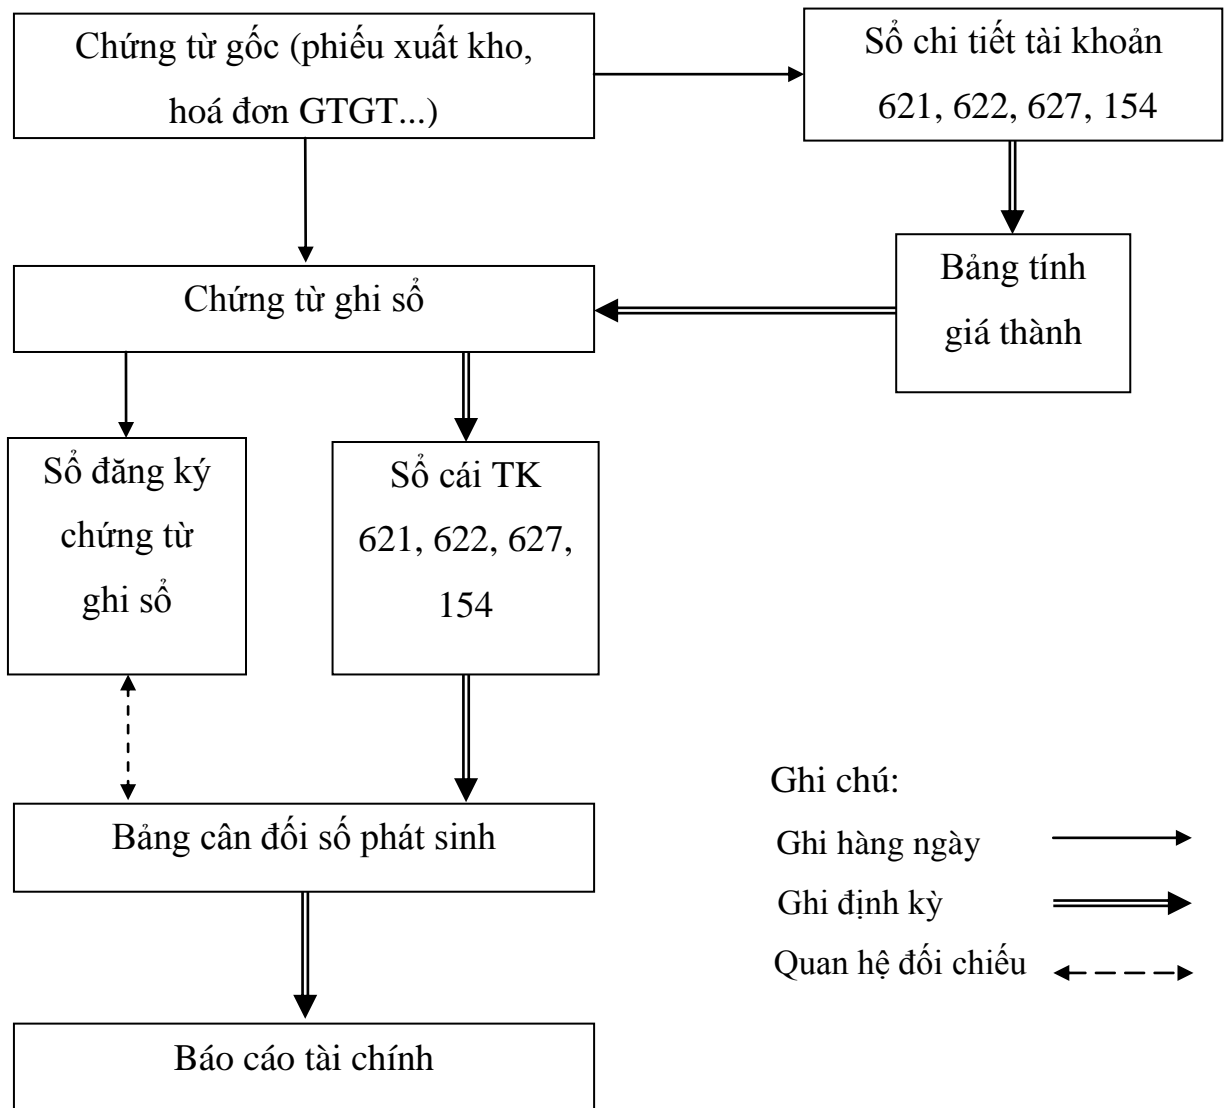 Chứng từ gốc (phiếu xuất kho,
hoá đơn GTGT...)
Sổ chi tiết tài khoản
621, 622, 627, 154
Bảng tính
giá thành
Chứng từ ghi sổ
Sổ đăng ký
chứng từ
ghi sổ
Sổ cái TK
621, 622, 627,
154
Bảng cân đối số phát sinh
Báo cáo tài chính
Ghi chú:
Ghi hàng ngày
Ghi định kỳ
Quan hệ đối chiếu